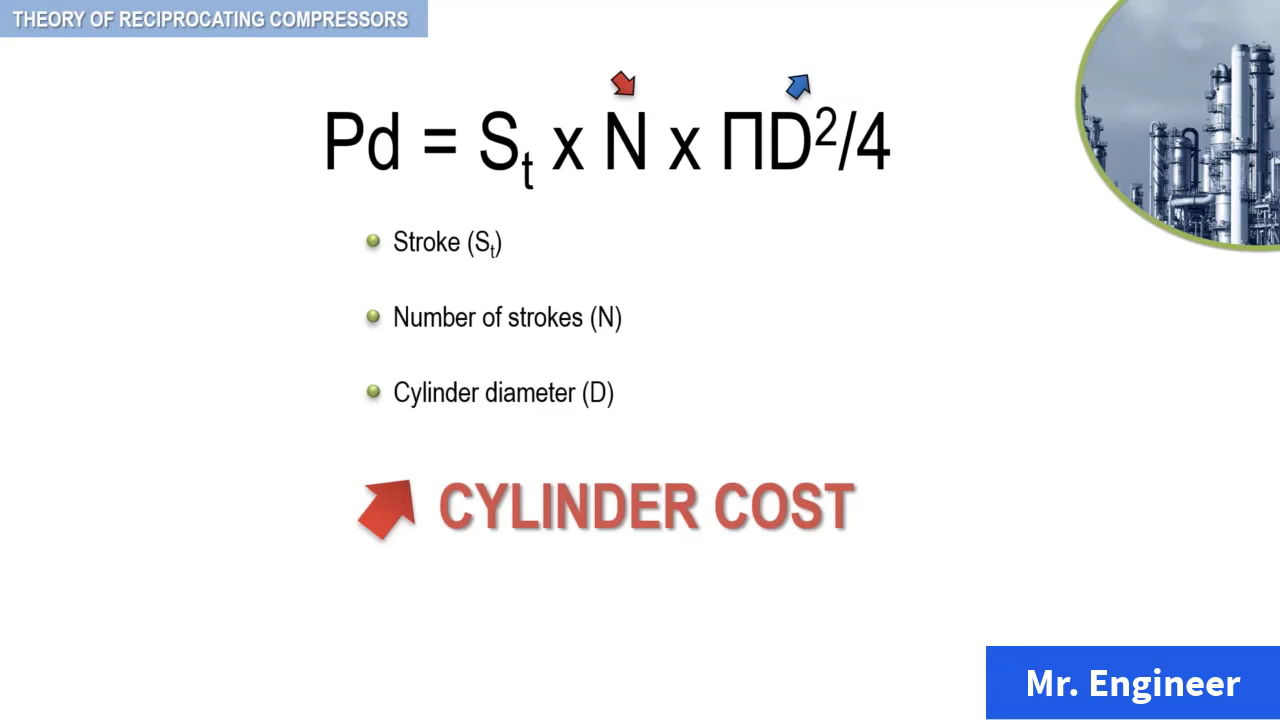 THEORY OF RECIPROCATING COMPRESSORS
Pd = Sₜ x N x ΠD²/4
Stroke (Sₜ)
Number of strokes (N)
Cylinder diameter (D)
CYLINDER COST
Mr. Engineer